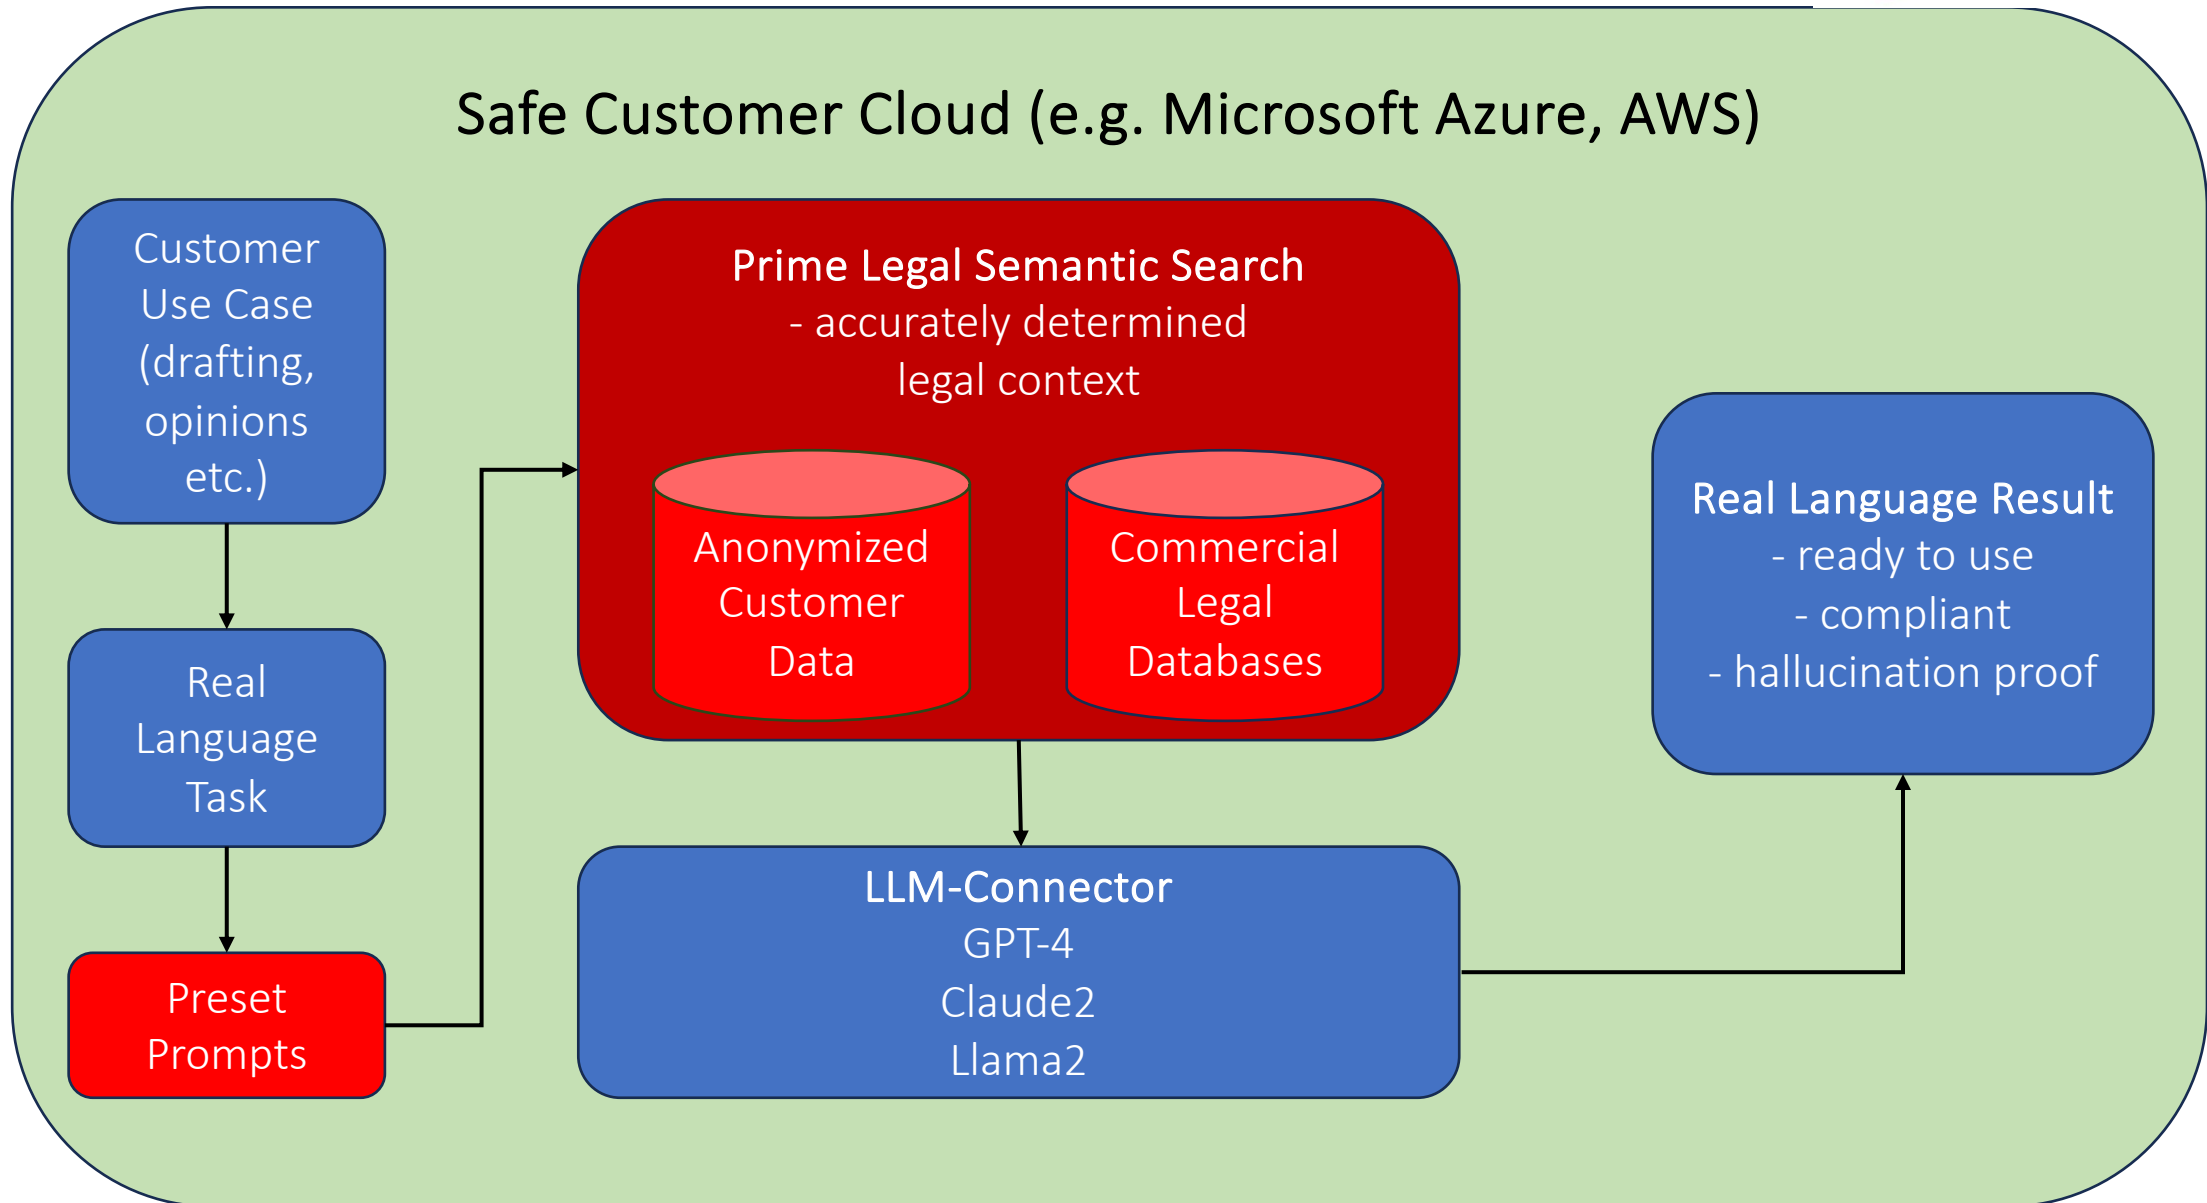 Safe Customer Cloud (e.g. Microsoft Azure, AWS)
Customer
Use Case
(drafting,
opinions
etc.)
Real
Language
Task
Preset
Prompts
Prime Legal Semantic Search
- accurately determined
legal context
Anonymized
Customer
Data
Commercial
Legal
Databases
LLM-Connector
GPT-4
Claude2
Llama2
Real Language Result
- ready to use
- compliant
- hallucination proof